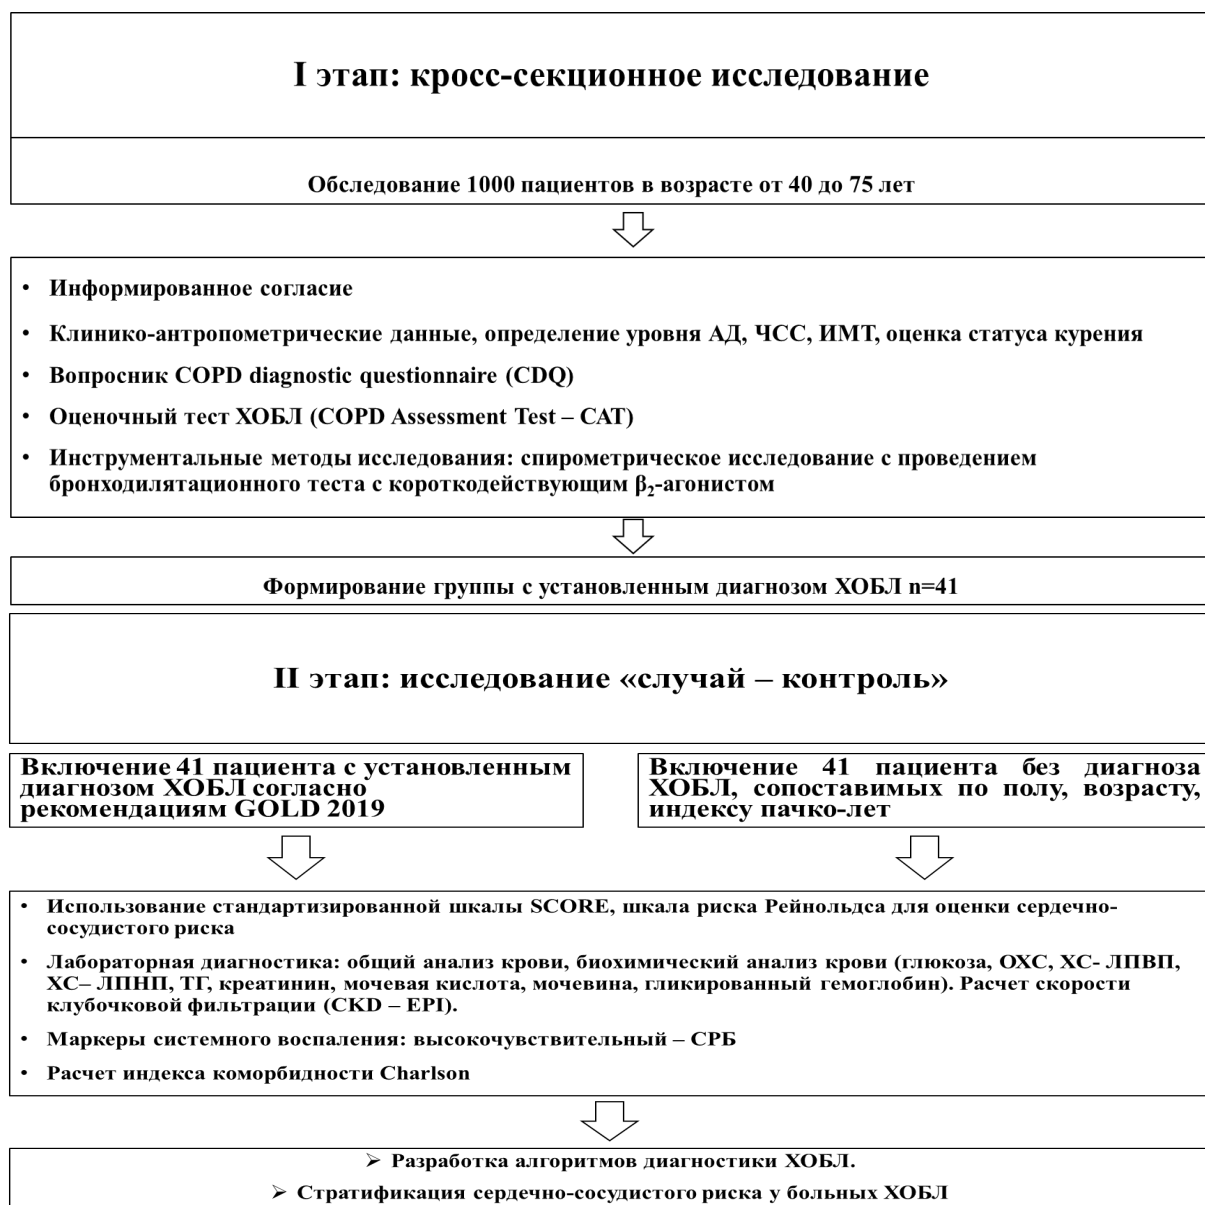 I этап: кросс-секционное исследование
Обследование 1000 пациентов в возрасте от 40 до 75 лет
• Информированное согласие
• Клинико-антропометрические данные, определение уровня АД, ЧСС, ИМТ, оценка статуса курения
• Вопросник COPD diagnostic questionnaire (CDQ)
• Оценочный тест ХОБЛ (COPD Assessment Test – CAT)
• Инструментальные методы исследования: спирометрическое исследование с проведением
бронходилятационного теста с короткодействующим β₂-агонистом
Формирование группы с установленным диагнозом ХОБЛ n=41
II этап: исследование «случай – контроль»
Включение 41 пациента с установленным
диагнозом ХОБЛ согласно
рекомендациям GOLD 2019
Включение 41 пациента без диагноза
ХОБЛ, сопоставимых по полу, возрасту,
индексу пачко-лет
• Использование стандартизированной шкалы SCORE, шкала риска Рейнольдса для оценки сердечно-
сосудистого риска
• Лабораторная диагностика: общий анализ крови, биохимический анализ крови (глюкоза, ОХС, ХС- ЛПВП,
ХС– ЛПНП, ТГ, креатинин, мочевая кислота, мочевина, гликированный гемоглобин). Расчет скорости
клубочковой фильтрации (CKD – EPI).
• Маркеры системного воспаления: высокочувствительный – СРБ
• Расчет индекса коморбидности Charlson
➢ Разработка алгоритмов диагностики ХОБЛ.
➢ Стратификация сердечно-сосудистого риска у больных ХОБЛ